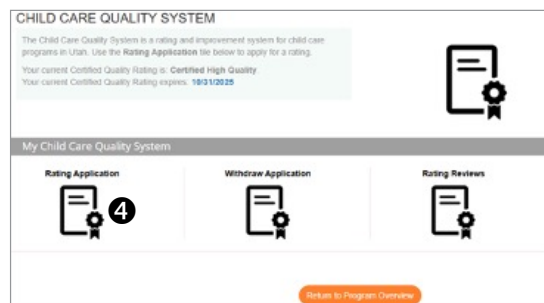 CHILD CARE QUALITY SYSTEM
The Child Care Quality System is a rating and improvement system for child care
programs in Utah. Use the Rating Application tile below to apply for a rating.
Your current Certified Quality Rating is: Certified High Quality
Your current Certified Quality Rating expires: 10/31/2025
My Child Care Quality System
Rating Application
Withdraw Application
Rating Reviews
4
Return to Program Overview